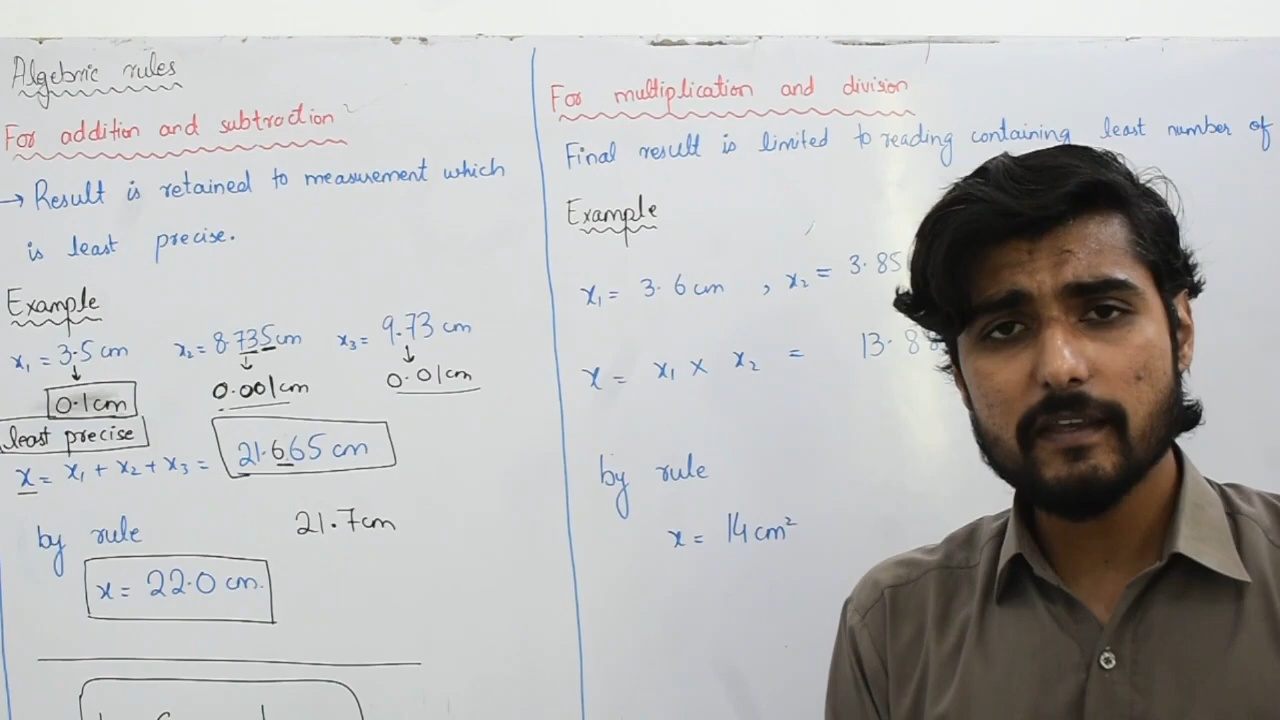 Algebric rules
For addition and subtraction
→ Result is retained to measurement which
is least precise.
Example
x₁ = 3.5 cm x₂ = 8.735 cm x₃ = 9.73 cm
0.1 cm 0.001 cm 0.01 cm
least precise
x = x₁ + x₂ + x₃ = 21.665 cm
by rule 21.7 cm
x = 22.0 cm.
For multiplication and division
Final result is limited to reading containing least number of
Example
x₁ = 3.6 cm , x₂ = 3.85
x = x₁ × x₂ = 13.8
by rule
x = 14 cm²